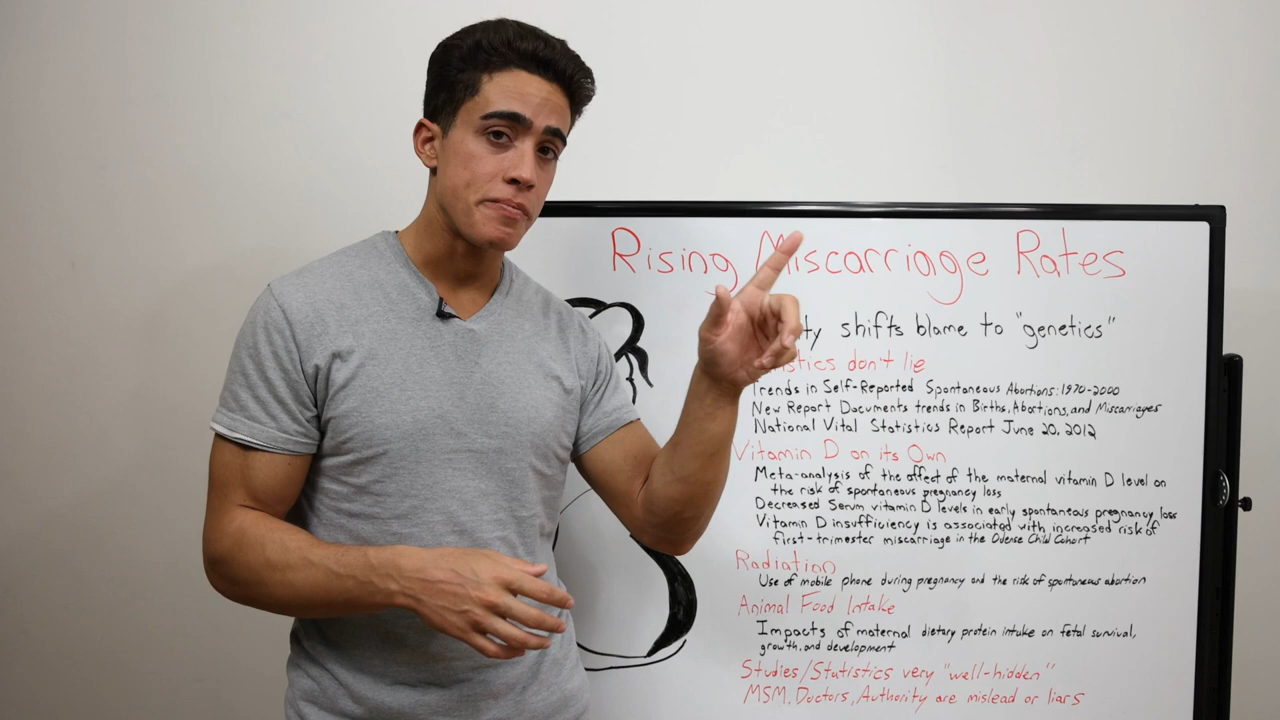 Rising Miscarriage Rates
shifts blame to "genetics"
don't lie
Trends in Self-Reported Spontaneous Abortions: 1970-2000
New Report Documents trends in Births, Abortions, and Miscarriages
National Vital Statistics Report June 20, 2012
Vitamin D on its Own
Meta-analysis of the affect of the maternal vitamin D level on
the risk of spontaneous pregnancy loss
Decreased Serum vitamin D levels in early spontaneous pregnancy loss
Vitamin D insufficiency is associated with increased risk of
first-trimester miscarriage in the Odense Child Cohort
Radiation
Use of mobile phone during pregnancy and the risk of spontaneous abortion
Animal Food Intake
Impacts of maternal dietary protein intake on fetal survival,
growth, and development
Studies/Statistics very "well-hidden"
MSM, Doctors, Authority are mislead or liars